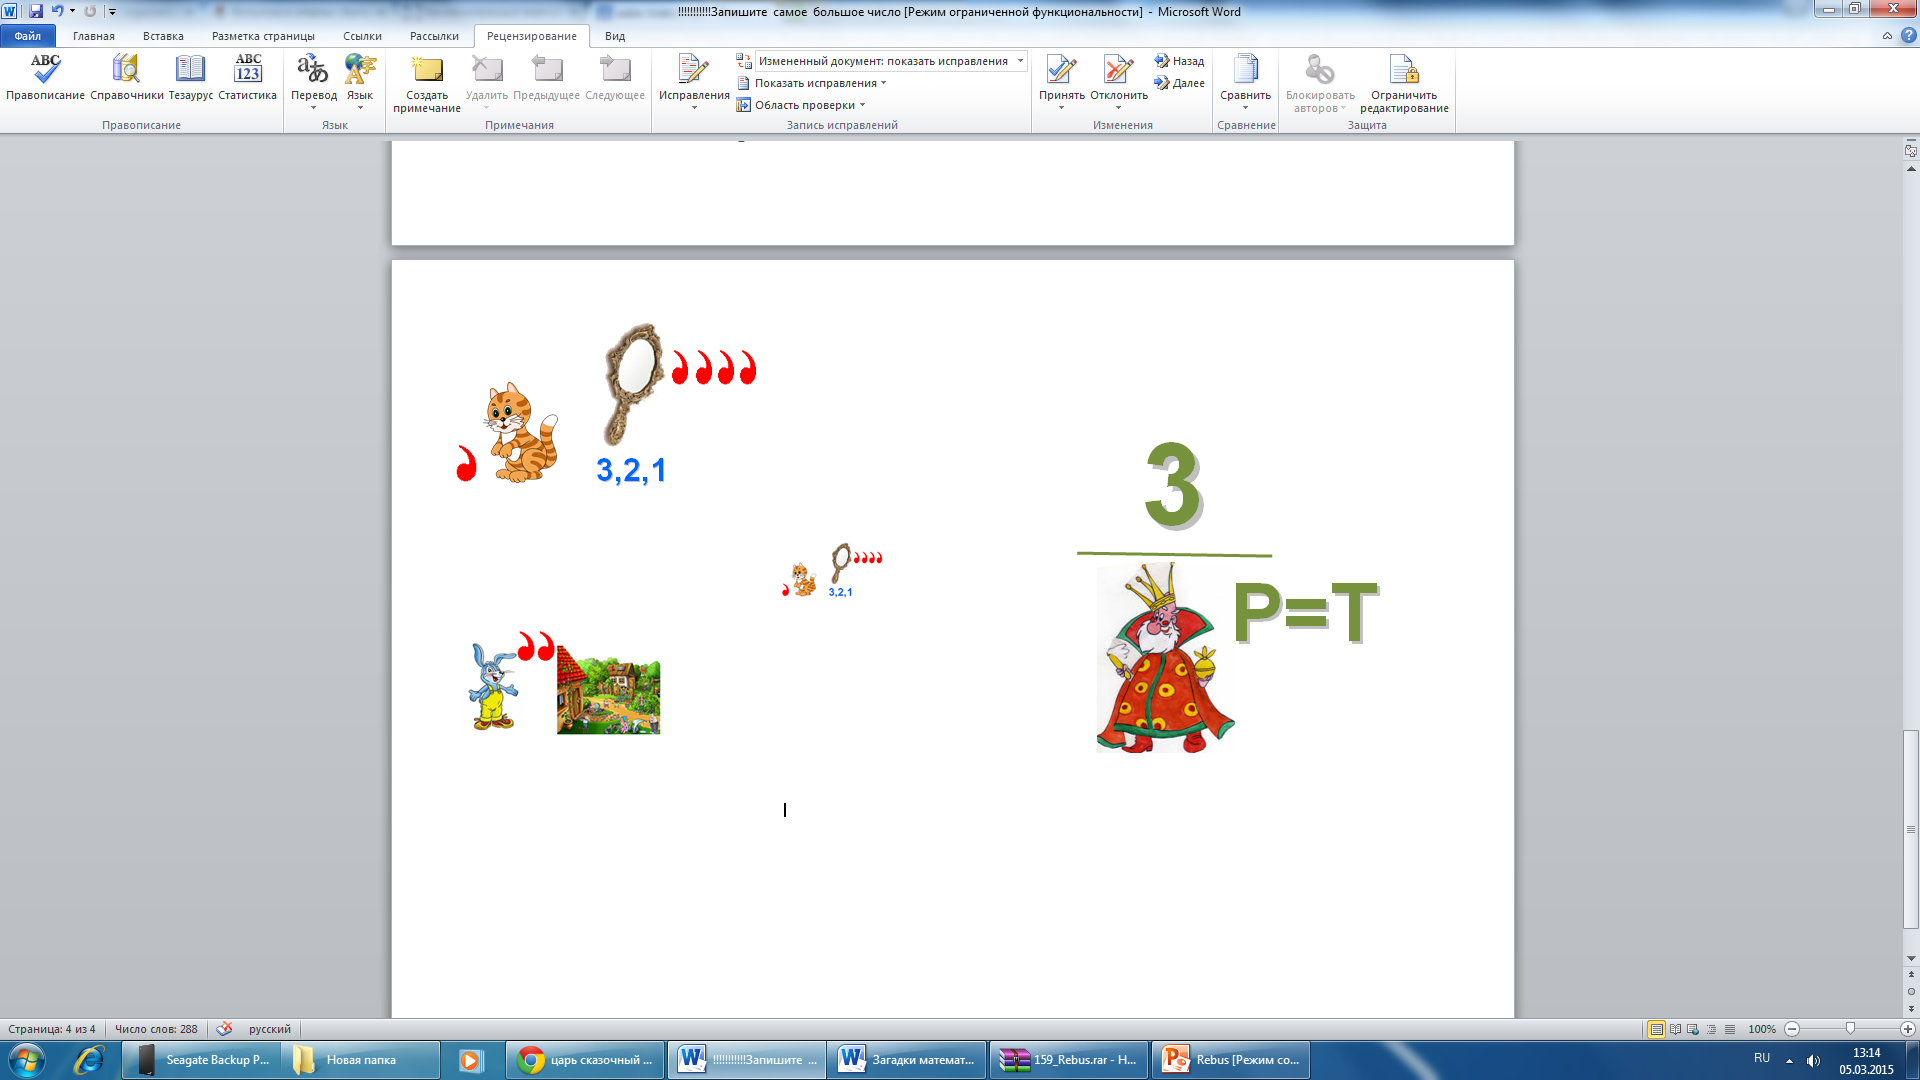 !!!!!!!!!!!Запишите самое большое число [Режим ограниченной функциональности] - Microsoft Word
Файл Главная Вставка Разметка страницы Ссылки Рассылки Рецензирование Вид
ABC Правописание
Справочники
Тезаурус
ABC 123 Статистика
Перевод
Язык
Создать примечание
Удалить
Предыдущее
Следующее
Исправления
Измененный документ: показать исправления
Показать исправления
Область проверки
Принять
Отклонить
Назад
Далее
Сравнить
Блокировать авторов
Ограничить редактирование
Правописание Язык Примечания Запись исправлений Изменения Сравнение Защита
3,2,1
3
3,2,1
Р=Т
Страница: 4 из 4 Число слов: 288 русский 100%
Seagate Backup P...
Новая папка
царь сказочный ...
!!!!!!!!!!!Запишите ...
Загадки математ...
159_Rebus.rar - Н...
Rebus [Режим со...
RU
13:14
05.03.2015